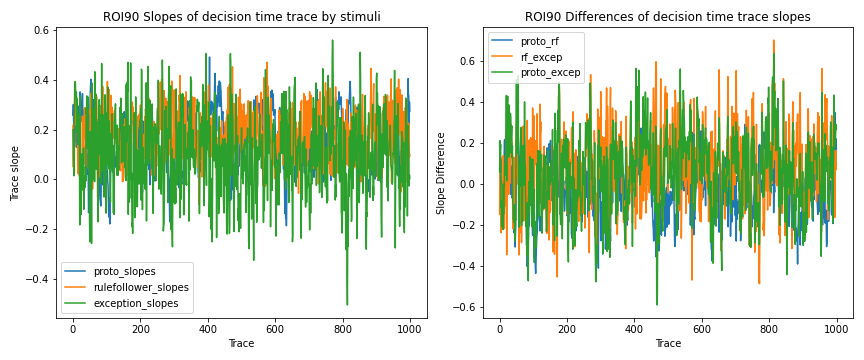 ROI90 Slopes of decision time trace by stimuli
Trace slope
0.6
0.4
0.2
0.0
−0.2
−0.4
proto_slopes
rulefollower_slopes
exception_slopes
0
200
400
600
800
1000
Trace
ROI90 Differences of decision time trace slopes
Slope Difference
0.6
0.4
0.2
0.0
−0.2
−0.4
−0.6
proto_rf
rf_excep
proto_excep
0
200
400
600
800
1000
Trace